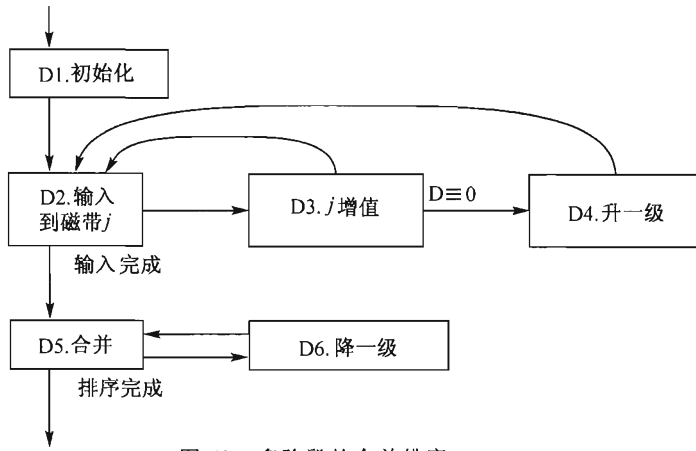 D1.初始化
D2.输入
到磁带j
D3. j增值
D≡0
D4.升一级
输入完成
D5.合并
D6.降一级
排序完成